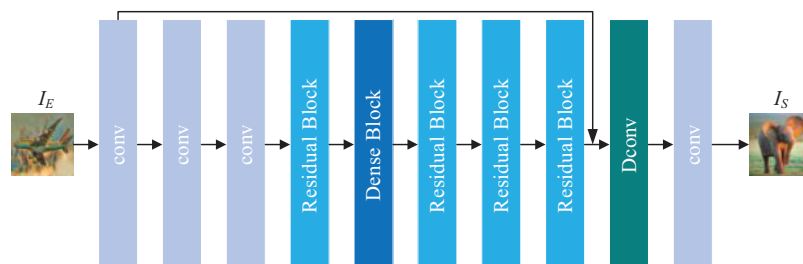 I_E
conv
conv
conv
Residual Block
Dense Block
Residual Block
Residual Block
Residual Block
Dconv
conv
I_S